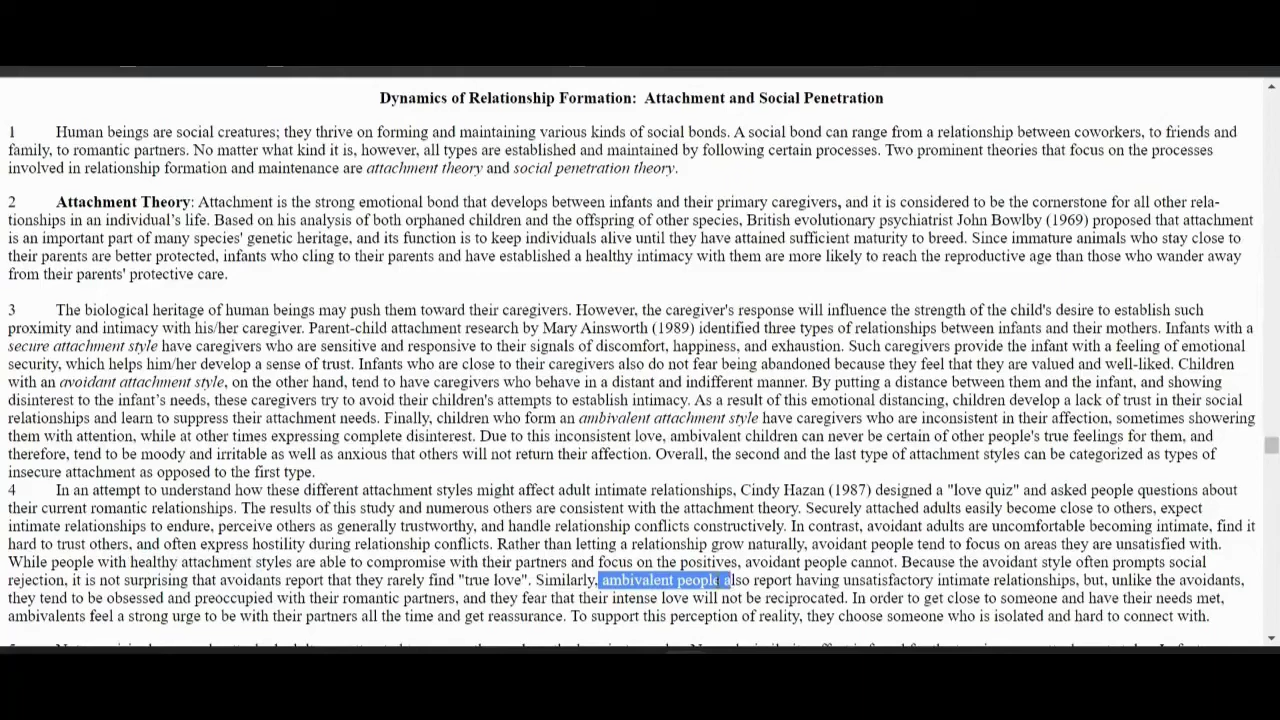 Dynamics of Relationship Formation: Attachment and Social Penetration
1 Human beings are social creatures; they thrive on forming and maintaining various kinds of social bonds. A social bond can range from a relationship between coworkers, to friends and
family, to romantic partners. No matter what kind it is, however, all types are established and maintained by following certain processes. Two prominent theories that focus on the processes
involved in relationship formation and maintenance are attachment theory and social penetration theory.
2 Attachment Theory: Attachment is the strong emotional bond that develops between infants and their primary caregivers, and it is considered to be the cornerstone for all other rela-
tionships in an individual's life. Based on his analysis of both orphaned children and the offspring of other species, British evolutionary psychiatrist John Bowlby (1969) proposed that attachment
is an important part of many species' genetic heritage, and its function is to keep individuals alive until they have attained sufficient maturity to breed. Since immature animals who stay close to
their parents are better protected, infants who cling to their parents and have established a healthy intimacy with them are more likely to reach the reproductive age than those who wander away
from their parents' protective care.
3 The biological heritage of human beings may push them toward their caregivers. However, the caregiver's response will influence the strength of the child's desire to establish such
proximity and intimacy with his/her caregiver. Parent-child attachment research by Mary Ainsworth (1989) identified three types of relationships between infants and their mothers. Infants with a
secure attachment style have caregivers who are sensitive and responsive to their signals of discomfort, happiness, and exhaustion. Such caregivers provide the infant with a feeling of emotional
security, which helps him/her develop a sense of trust. Infants who are close to their caregivers also do not fear being abandoned because they feel that they are valued and well-liked. Children
with an avoidant attachment style, on the other hand, tend to have caregivers who behave in a distant and indifferent manner. By putting a distance between them and the infant, and showing
disinterest to the infant's needs, these caregivers try to avoid their children's attempts to establish intimacy. As a result of this emotional distancing, children develop a lack of trust in their social
relationships and learn to suppress their attachment needs. Finally, children who form an ambivalent attachment style have caregivers who are inconsistent in their affection, sometimes showering
them with attention, while at other times expressing complete disinterest. Due to this inconsistent love, ambivalent children can never be certain of other people's true feelings for them, and
therefore, tend to be moody and irritable as well as anxious that others will not return their affection. Overall, the second and the last type of attachment styles can be categorized as types of
insecure attachment as opposed to the first type.
4 In an attempt to understand how these different attachment styles might affect adult intimate relationships, Cindy Hazan (1987) designed a "love quiz" and asked people questions about
their current romantic relationships. The results of this study and numerous others are consistent with the attachment theory. Securely attached adults easily become close to others, expect
intimate relationships to endure, perceive others as generally trustworthy, and handle relationship conflicts constructively. In contrast, avoidant adults are uncomfortable becoming intimate, find it
hard to trust others, and often express hostility during relationship conflicts. Rather than letting a relationship grow naturally, avoidant people tend to focus on areas they are unsatisfied with.
While people with healthy attachment styles are able to compromise with their partners and focus on the positives, avoidant people cannot. Because the avoidant style often prompts social
rejection, it is not surprising that avoidants report that they rarely find "true love". Similarly, ambivalent people also report having unsatisfactory intimate relationships, but, unlike the avoidants,
they tend to be obsessed and preoccupied with their romantic partners, and they fear that their intense love will not be reciprocated. In order to get close to someone and have their needs met,
ambivalents feel a strong urge to be with their partners all the time and get reassurance. To support this perception of reality, they choose someone who is isolated and hard to connect with.